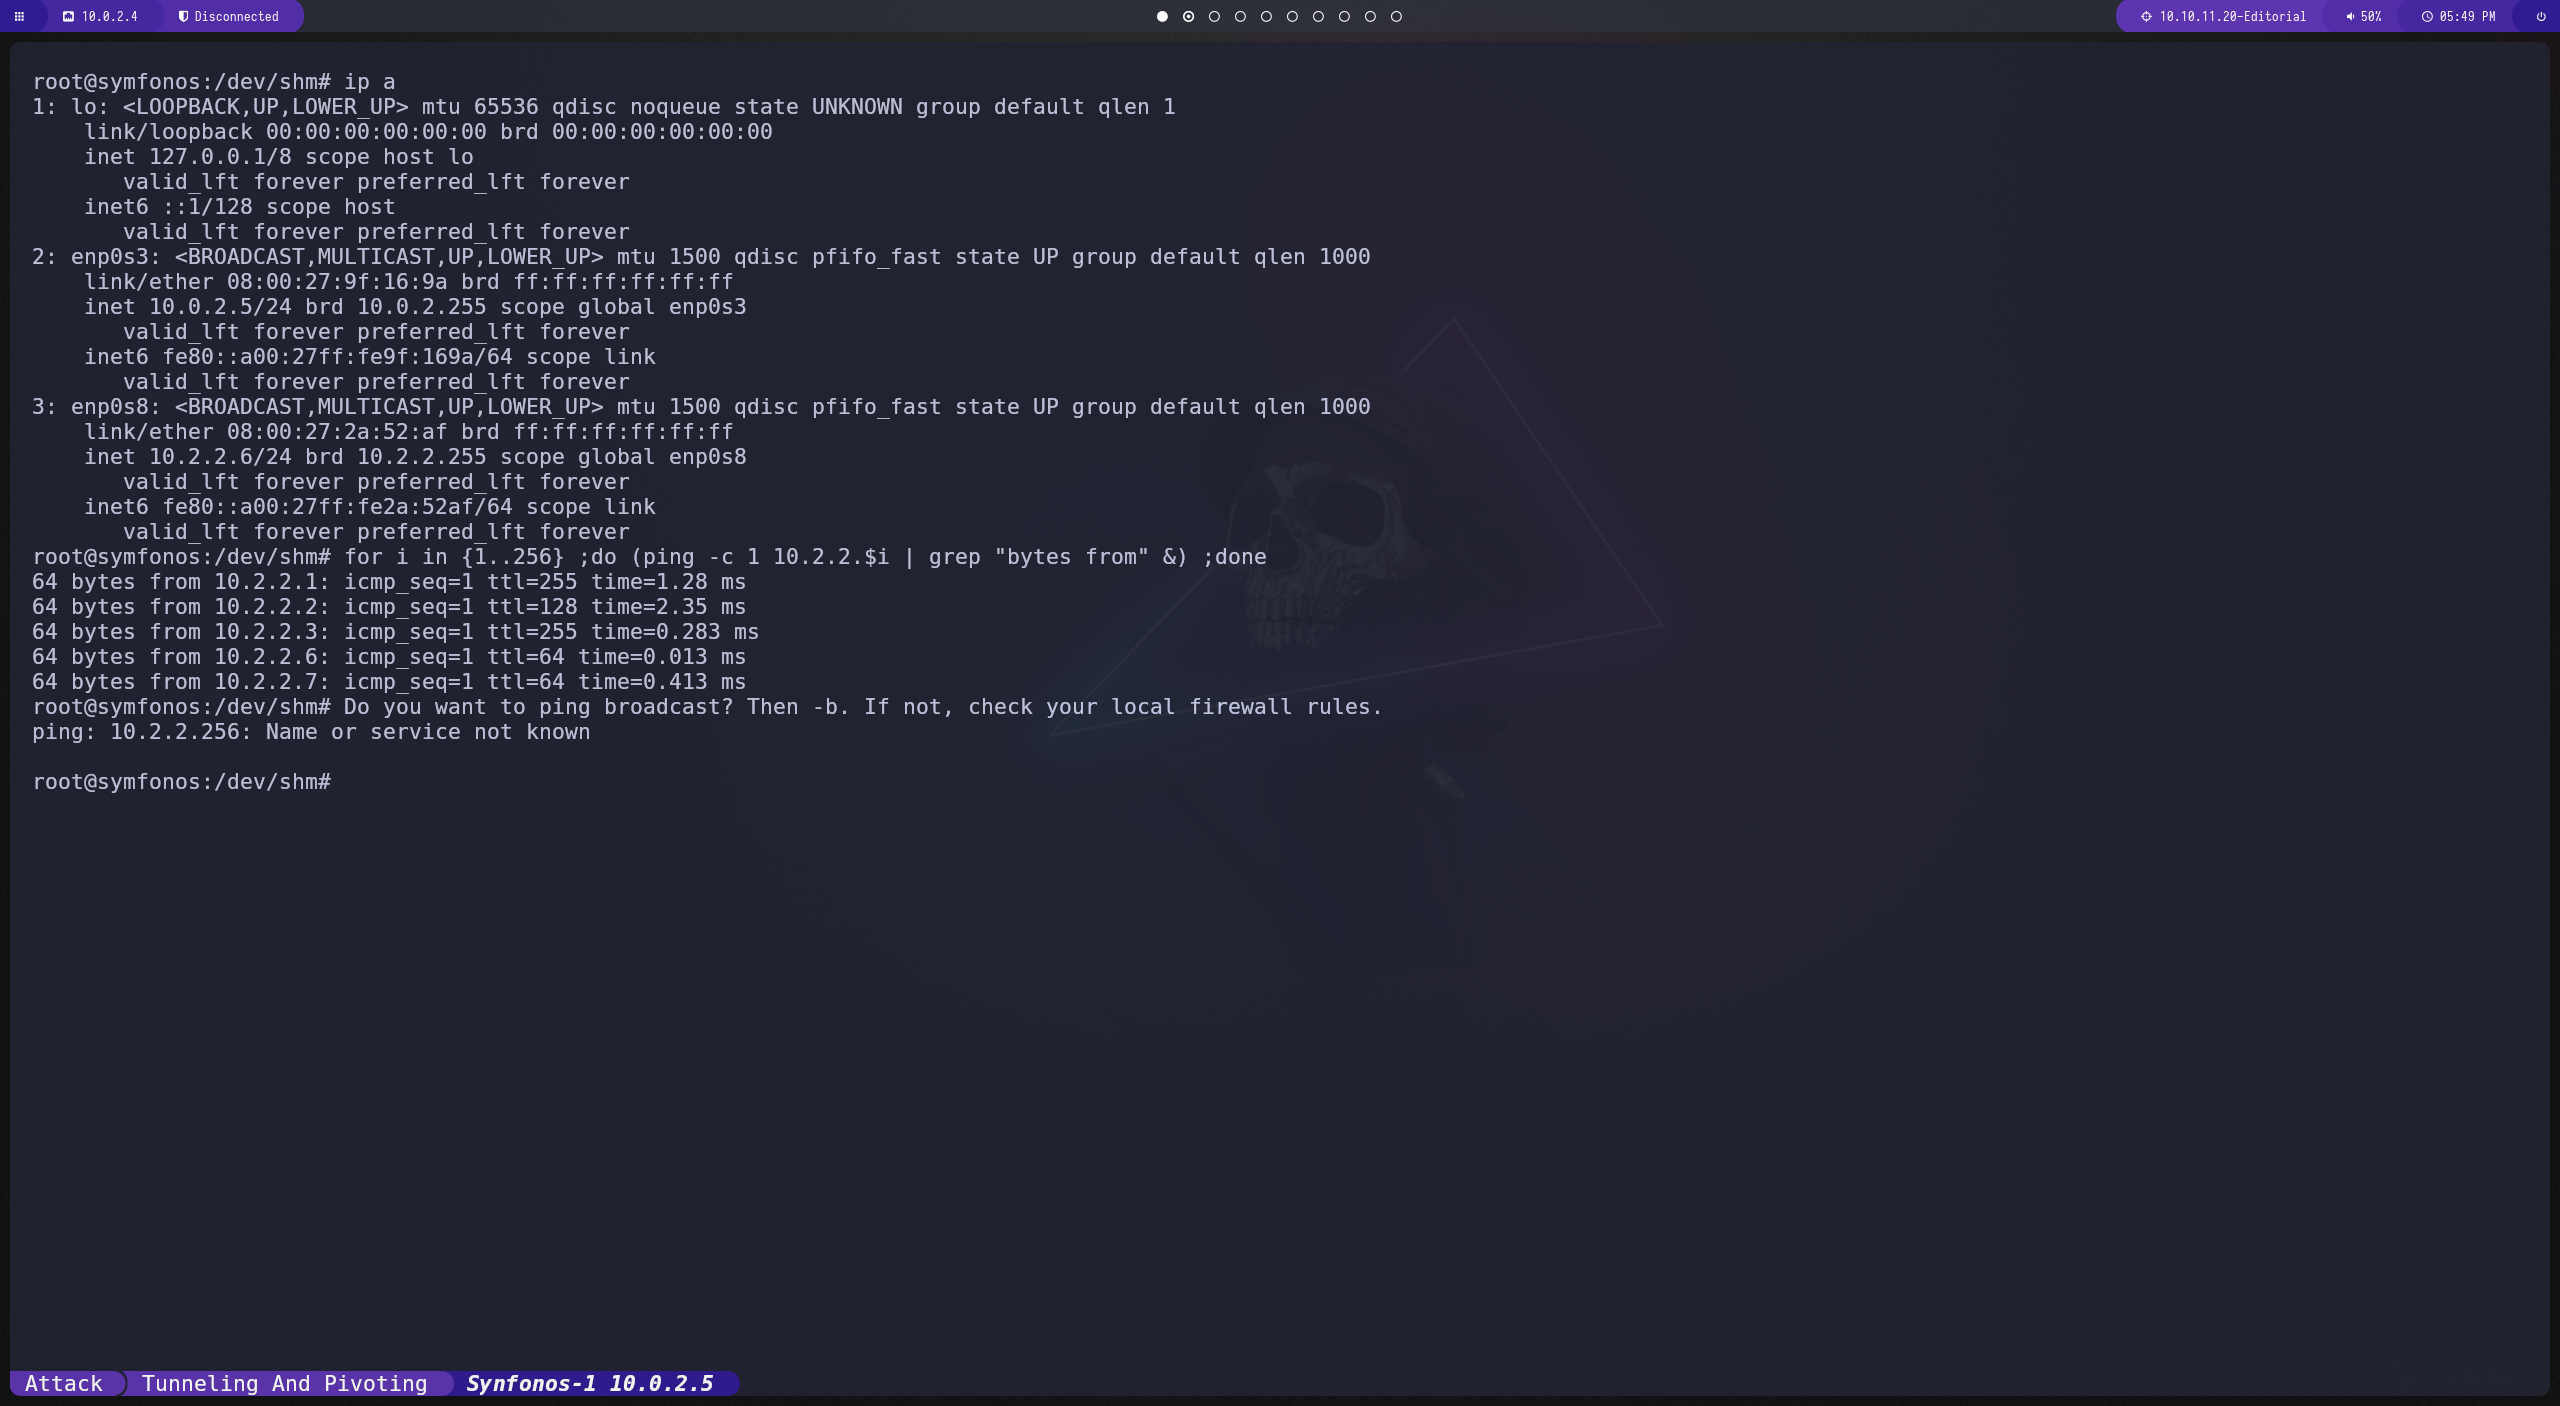 10.0.2.4 Disconnected 10.10.11.20-Editorial 50% 05:49 PM
root@symfonos:/dev/shm# ip a
1: lo: <LOOPBACK,UP,LOWER_UP> mtu 65536 qdisc noqueue state UNKNOWN group default qlen 1
    link/loopback 00:00:00:00:00:00 brd 00:00:00:00:00:00
    inet 127.0.0.1/8 scope host lo
       valid_lft forever preferred_lft forever
    inet6 ::1/128 scope host
       valid_lft forever preferred_lft forever
2: enp0s3: <BROADCAST,MULTICAST,UP,LOWER_UP> mtu 1500 qdisc pfifo_fast state UP group default qlen 1000
    link/ether 08:00:27:9f:16:9a brd ff:ff:ff:ff:ff:ff
    inet 10.0.2.5/24 brd 10.0.2.255 scope global enp0s3
       valid_lft forever preferred_lft forever
    inet6 fe80::a00:27ff:fe9f:169a/64 scope link
       valid_lft forever preferred_lft forever
3: enp0s8: <BROADCAST,MULTICAST,UP,LOWER_UP> mtu 1500 qdisc pfifo_fast state UP group default qlen 1000
    link/ether 08:00:27:2a:52:af brd ff:ff:ff:ff:ff:ff
    inet 10.2.2.6/24 brd 10.2.2.255 scope global enp0s8
       valid_lft forever preferred_lft forever
    inet6 fe80::a00:27ff:fe2a:52af/64 scope link
       valid_lft forever preferred_lft forever
root@symfonos:/dev/shm# for i in {1..256} ;do (ping -c 1 10.2.2.$i | grep "bytes from" &) ;done
64 bytes from 10.2.2.1: icmp_seq=1 ttl=255 time=1.28 ms
64 bytes from 10.2.2.2: icmp_seq=1 ttl=128 time=2.35 ms
64 bytes from 10.2.2.3: icmp_seq=1 ttl=255 time=0.283 ms
64 bytes from 10.2.2.6: icmp_seq=1 ttl=64 time=0.013 ms
64 bytes from 10.2.2.7: icmp_seq=1 ttl=64 time=0.413 ms
root@symfonos:/dev/shm# Do you want to ping broadcast? Then -b. If not, check your local firewall rules.
ping: 10.2.2.256: Name or service not known
root@symfonos:/dev/shm#
Attack Tunneling And Pivoting Synfonos-1 10.0.2.5